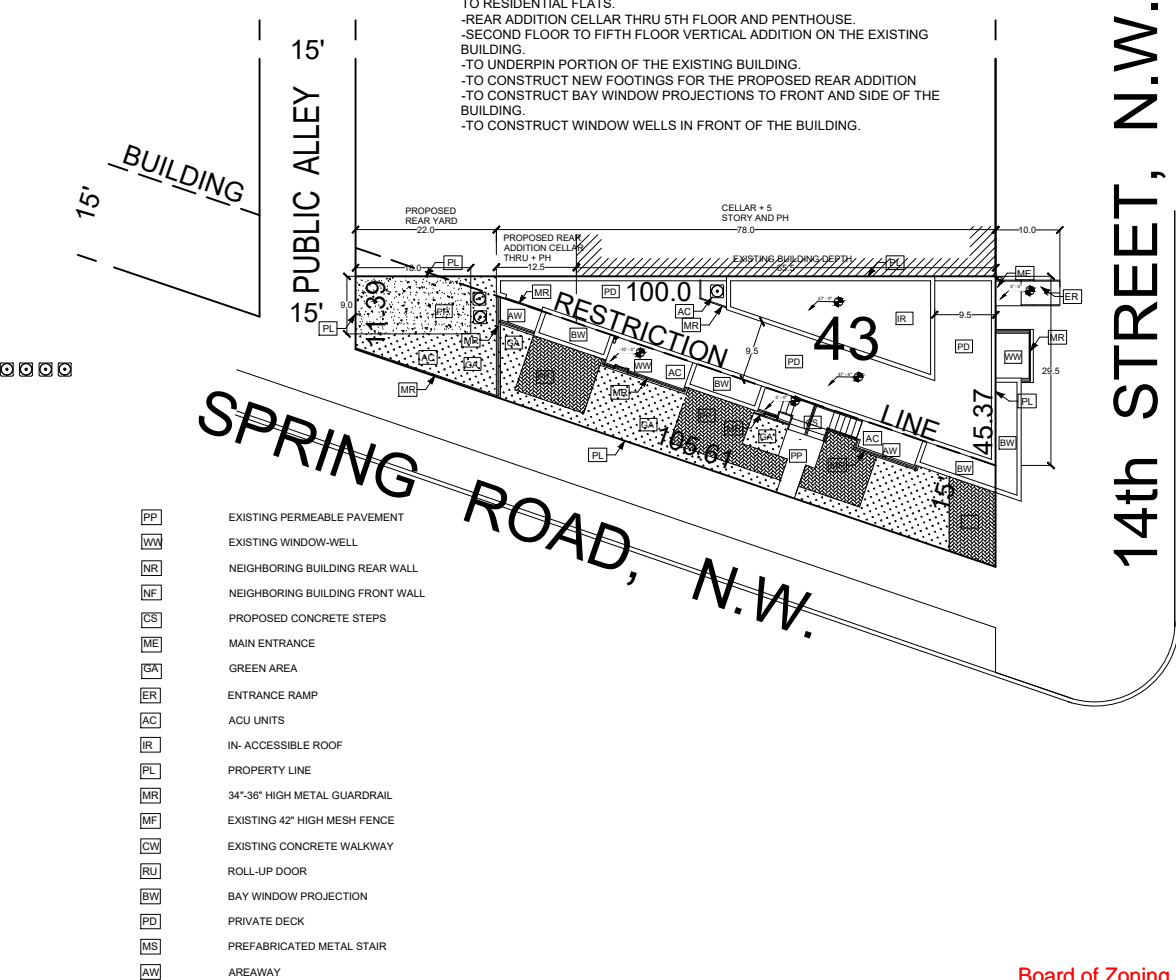 TO RESIDENTIAL FLATS.
-REAR ADDITION CELLAR THRU 5TH FLOOR AND PENTHOUSE.
-SECOND FLOOR TO FIFTH FLOOR VERTICAL ADDITION ON THE EXISTING
BUILDING.
-TO UNDERPIN PORTION OF THE EXISTING BUILDING.
-TO CONSTRUCT NEW FOOTINGS FOR THE PROPOSED REAR ADDITION
-TO CONSTRUCT BAY WINDOW PROJECTIONS TO FRONT AND SIDE OF THE
BUILDING.
-TO CONSTRUCT WINDOW WELLS IN FRONT OF THE BUILDING.
15'
PUBLIC ALLEY
15'
BUILDING
15'
14th STREET, N.W.
PROPOSED
REAR YARD
22.0
CELLAR + 5
STORY AND PH
78.0
10.0
PROPOSED REAR
ADDITION CELLAR
THRU + PH
12.5
EXISTING BUILDING DEPTH
PL
PL
ME
ER
9.0
11.39
PL
MR
PD
100.0
AC
MR
IR
43
9.5
PD
PD
9.5
WW
MR
29.5
PL
45.37
BW
RESTRICTION
LINE
AW
BW
MR
GA
AC
GA
MR
WW
AC
BW
MR
GA
GA
CS
PP
AC
AW
BW
15'
105.61
PL
SPRING ROAD, N.W.
PP EXISTING PERMEABLE PAVEMENT
WW EXISTING WINDOW-WELL
NR NEIGHBORING BUILDING REAR WALL
NF NEIGHBORING BUILDING FRONT WALL
CS PROPOSED CONCRETE STEPS
ME MAIN ENTRANCE
GA GREEN AREA
ER ENTRANCE RAMP
AC ACU UNITS
IR IN- ACCESSIBLE ROOF
PL PROPERTY LINE
MR 34"-36" HIGH METAL GUARDRAIL
MF EXISTING 42" HIGH MESH FENCE
CW EXISTING CONCRETE WALKWAY
RU ROLL-UP DOOR
BW BAY WINDOW PROJECTION
PD PRIVATE DECK
MS PREFABRICATED METAL STAIR
AW AREAWAY
Board of Zoning